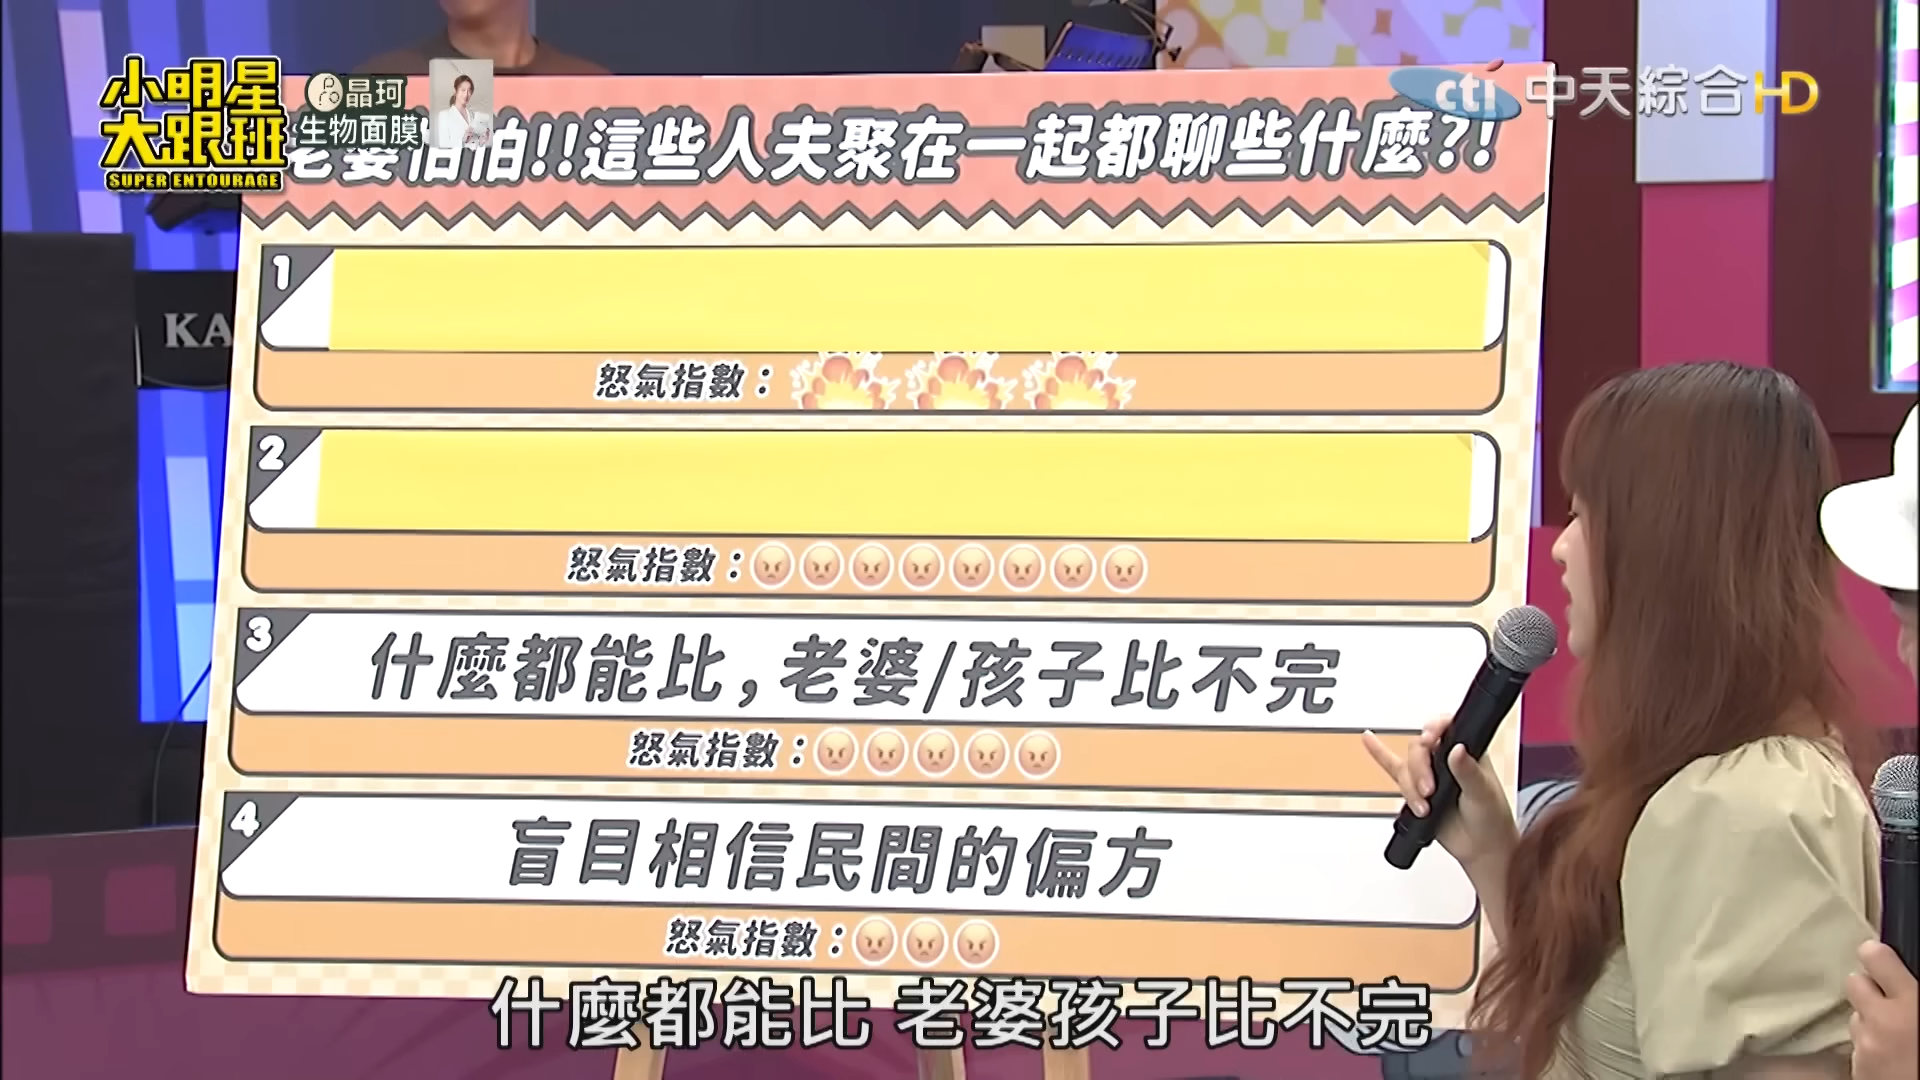 小明星
大跟班
SUPER ENTOURAGE
晶珂
生物面膜
cti 中天綜合HD
老婆怕怕!!這些人夫聚在一起都聊些什麼?!
1
怒氣指數：
2
怒氣指數：
3
什麼都能比,老婆/孩子比不完
怒氣指數：
4
盲目相信民間的偏方
怒氣指數：
KA
什麼都能比 老婆孩子比不完